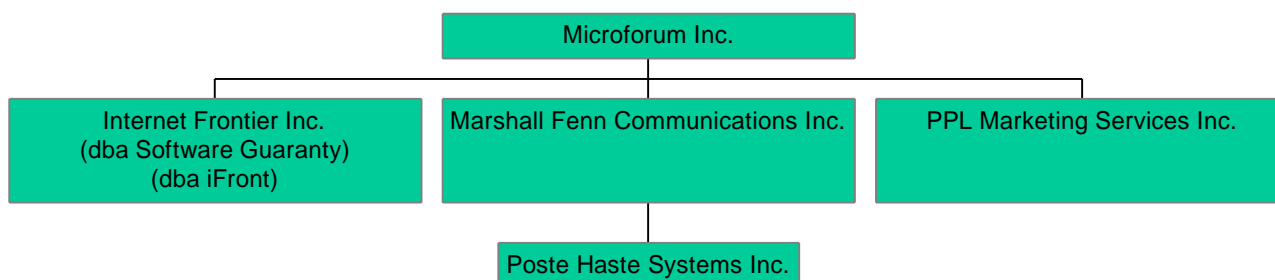 Microforum Inc.
Internet Frontier Inc.
(dba Software Guaranty)
(dba iFront)
Marshall Fenn Communications Inc.
PPL Marketing Services Inc.
Poste Haste Systems Inc.